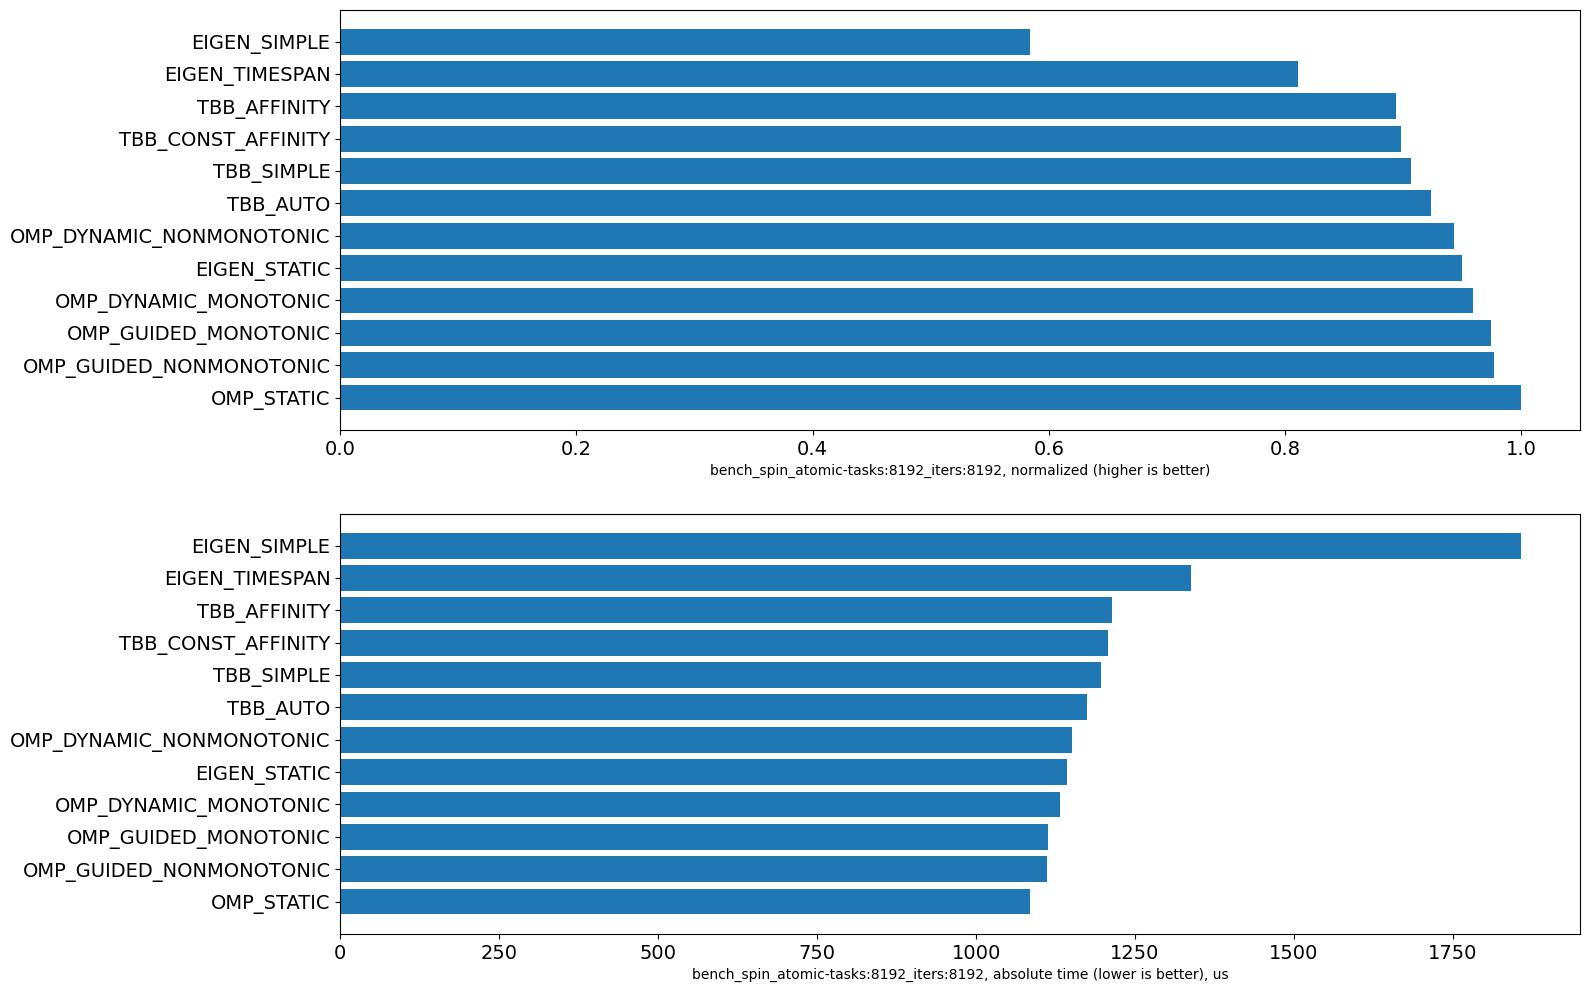 EIGEN_SIMPLE
EIGEN_TIMESPAN
TBB_AFFINITY
TBB_CONST_AFFINITY
TBB_SIMPLE
TBB_AUTO
OMP_DYNAMIC_NONMONOTONIC
EIGEN_STATIC
OMP_DYNAMIC_MONOTONIC
OMP_GUIDED_MONOTONIC
OMP_GUIDED_NONMONOTONIC
OMP_STATIC
0.0 0.2 0.4 0.6 0.8 1.0
bench_spin_atomic-tasks:8192_iters:8192, normalized (higher is better)
EIGEN_SIMPLE
EIGEN_TIMESPAN
TBB_AFFINITY
TBB_CONST_AFFINITY
TBB_SIMPLE
TBB_AUTO
OMP_DYNAMIC_NONMONOTONIC
EIGEN_STATIC
OMP_DYNAMIC_MONOTONIC
OMP_GUIDED_MONOTONIC
OMP_GUIDED_NONMONOTONIC
OMP_STATIC
0 250 500 750 1000 1250 1500 1750
bench_spin_atomic-tasks:8192_iters:8192, absolute time (lower is better), us